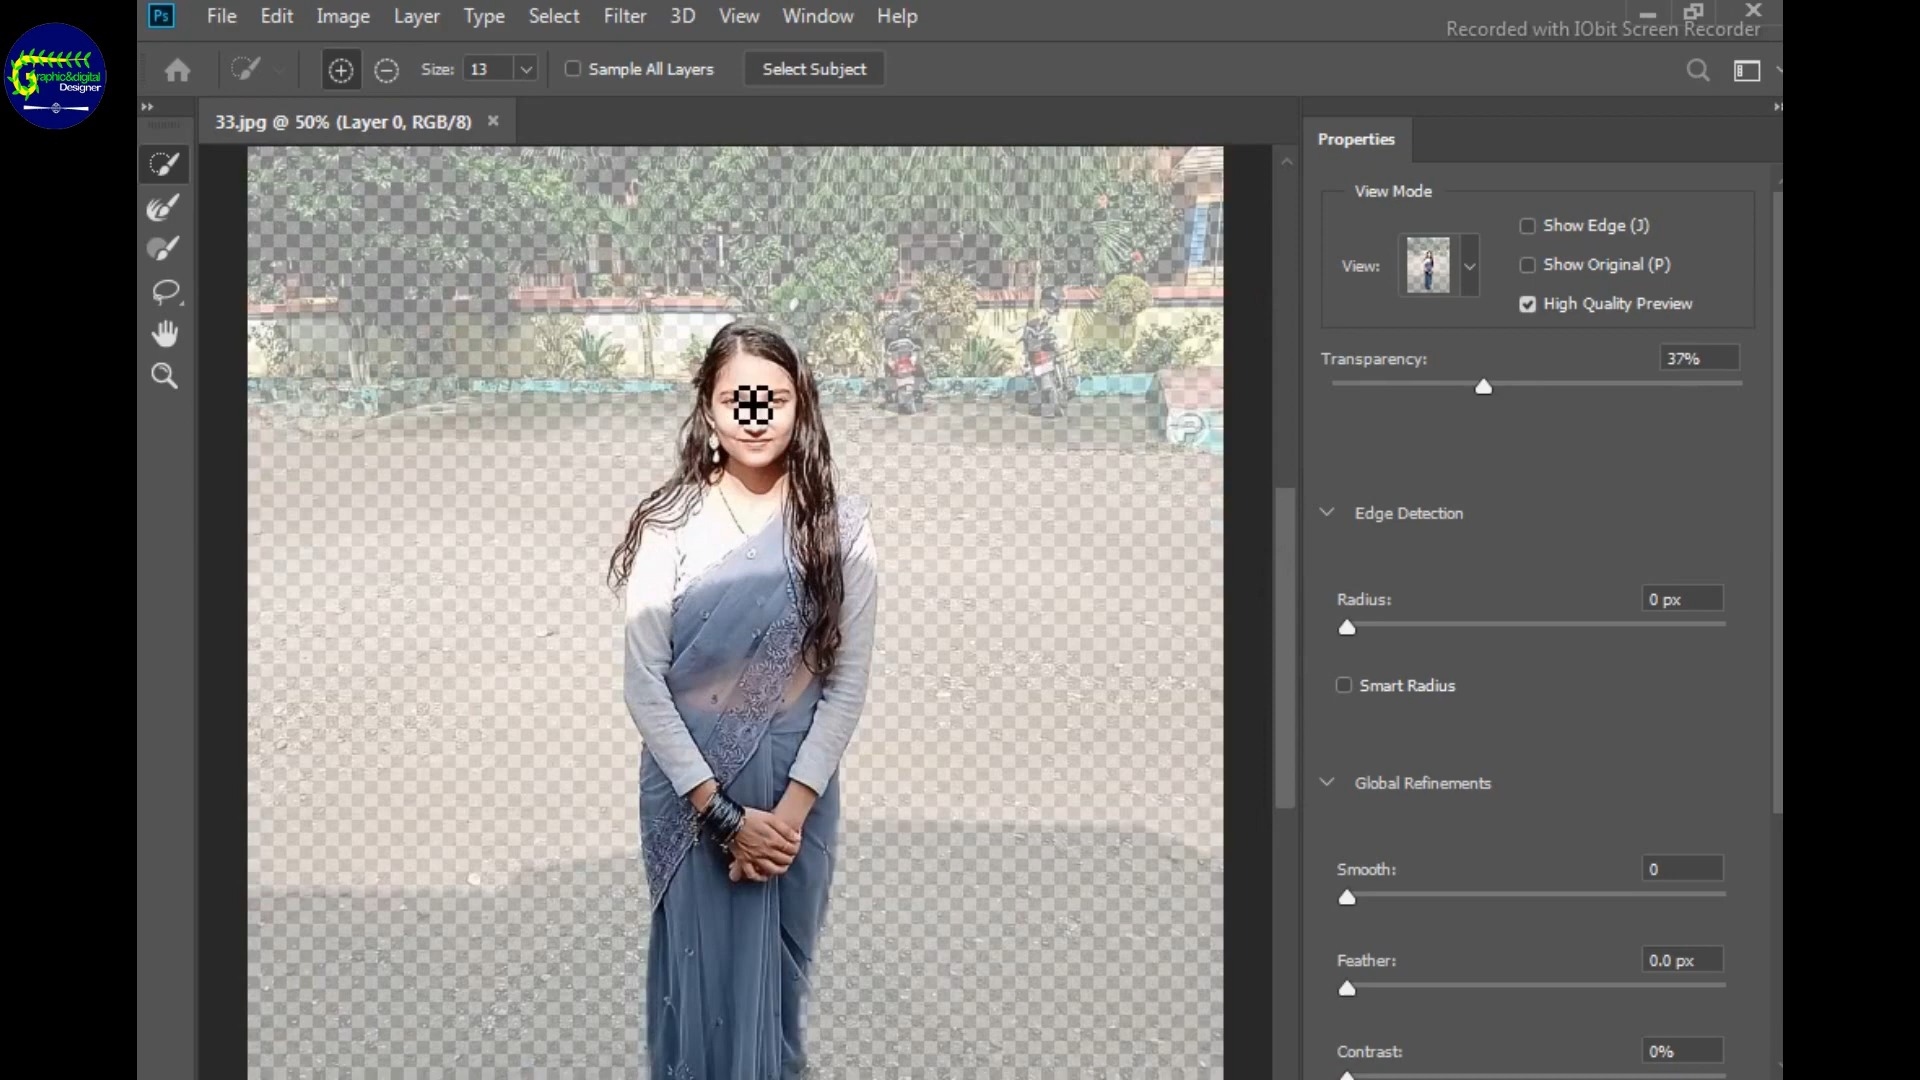 Graphic&digital
Designer
Ps
File Edit Image Layer Type Select Filter 3D View Window Help
Recorded with IObit Screen Recorder
Size: 13 Sample All Layers Select Subject
33.jpg @ 50% (Layer 0, RGB/8) ×
Properties
View Mode
Show Edge (J)
View:
Show Original (P)
High Quality Preview
Transparency: 37%
Edge Detection
Radius: 0 px
Smart Radius
Global Refinements
Smooth: 0
Feather: 0.0 px
Contrast: 0%